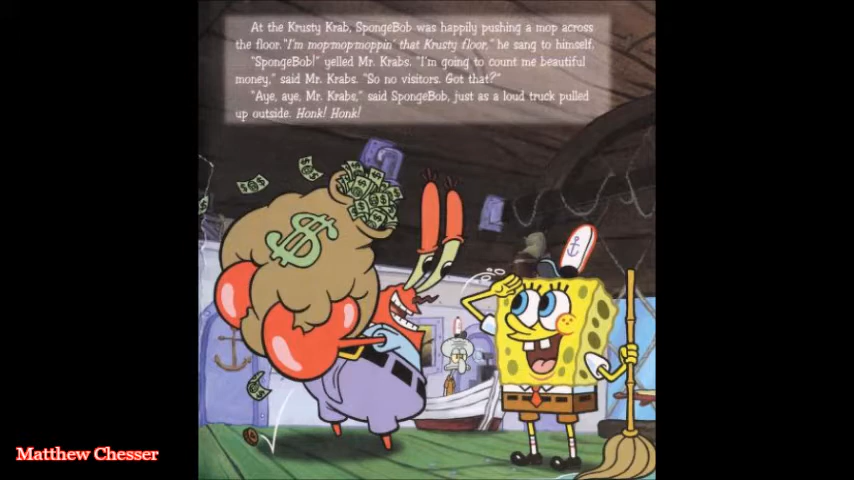 At the Krusty Krab, SpongeBob was happily pushing a mop across
the floor. "I'm mop-mop-moppin' that Krusty floor," he sang to himself.
"SpongeBob!" yelled Mr. Krabs. "I'm going to count me beautiful
money," said Mr. Krabs. "So no visitors. Got that?"
"Aye, aye, Mr. Krabs," said SpongeBob, just as a loud truck pulled
up outside. Honk! Honk!
Matthew Chesser